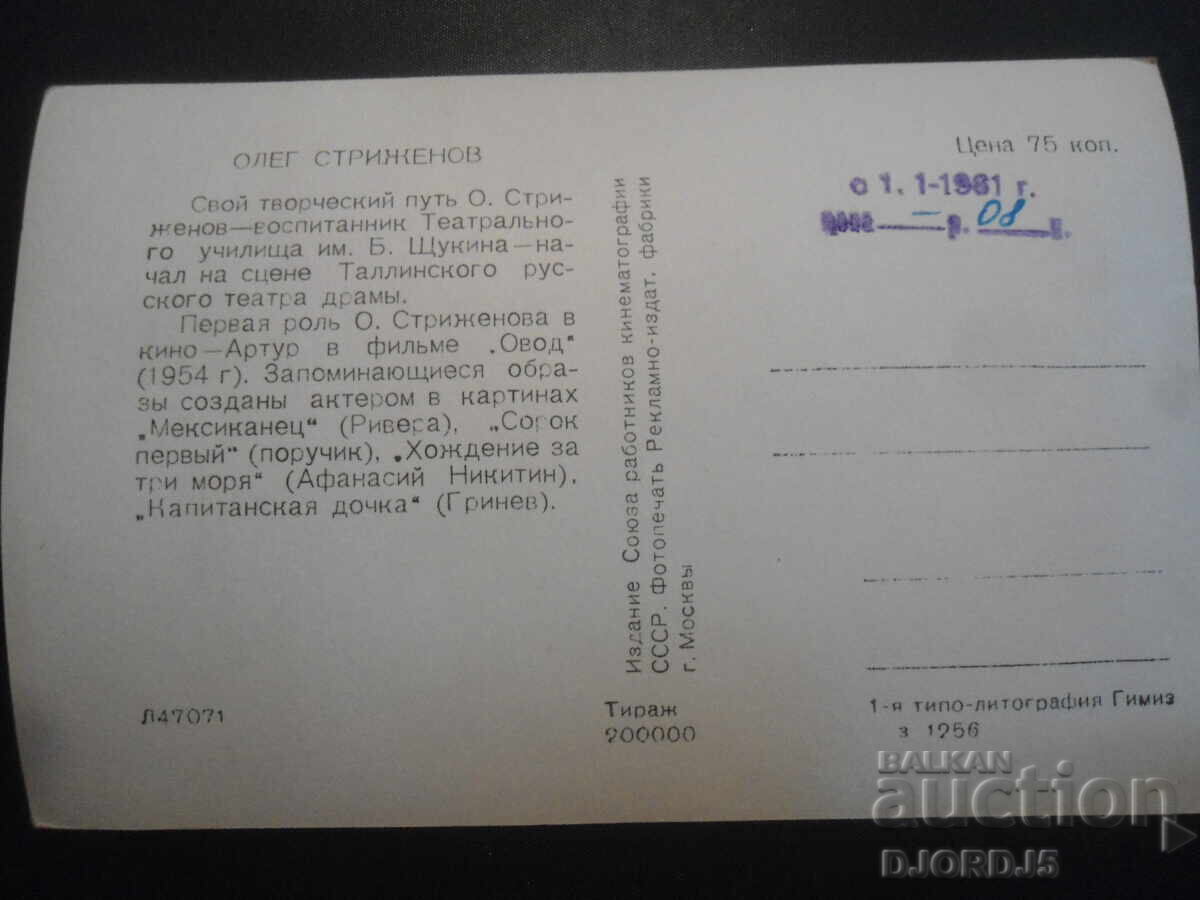 ОЛЕГ СТРИЖЕНОВ
Свой творческий путь О. Стри-
женов—воспитанник Театрально-
го училища им. Б. Щукина—на-
чал на сцене Таллинского рус-
ского театра драмы.
Первая роль О. Стриженова в
кино—Артур в фильме „Овод“
(1954 г). Запоминающиеся обра-
зы созданы актером в картинах
„Мексиканец“ (Ривера), „Сорок
первый“ (поручик), „Хождение за
три моря“ (Афанасий Никитин),
„Капитанская дочка“ (Гринев).
Л47071
Издание Союза работников кинематографии
СССР. Фотопечать Рекламно-издат. фабрики
г. Москвы
Тираж
200000
Цена 75 коп.
с 1. 1-1961 г.
цена — р. 08 к.
1-я типо-литография Гимиз
з 1256
BALKAN
auction
DJORDJ5